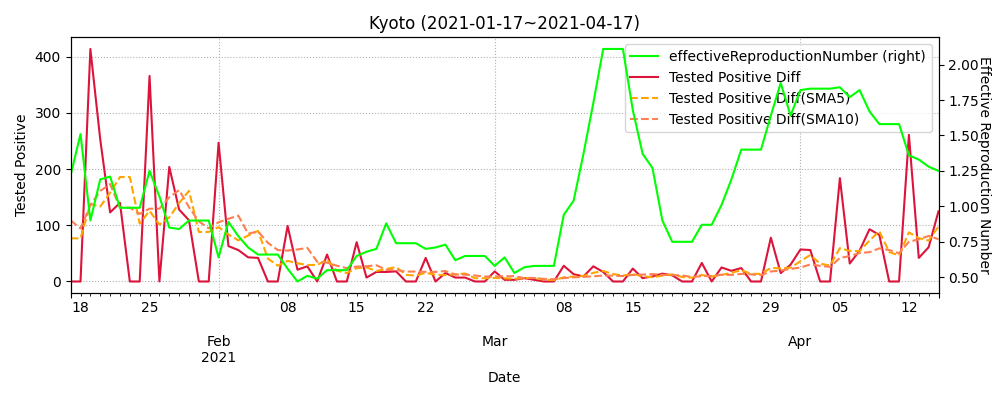 Kyoto (2021-01-17~2021-04-17)
effectiveReproductionNumber (right)
Tested Positive Diff
Tested Positive Diff(SMA5)
Tested Positive Diff(SMA10)
Tested Positive
400
300
200
100
0
Effective Reproduction Number
2.00
1.75
1.50
1.25
1.00
0.75
0.50
18 25 08 15 22 08 15 22 29 05 12
Feb Mar Apr
2021
Date